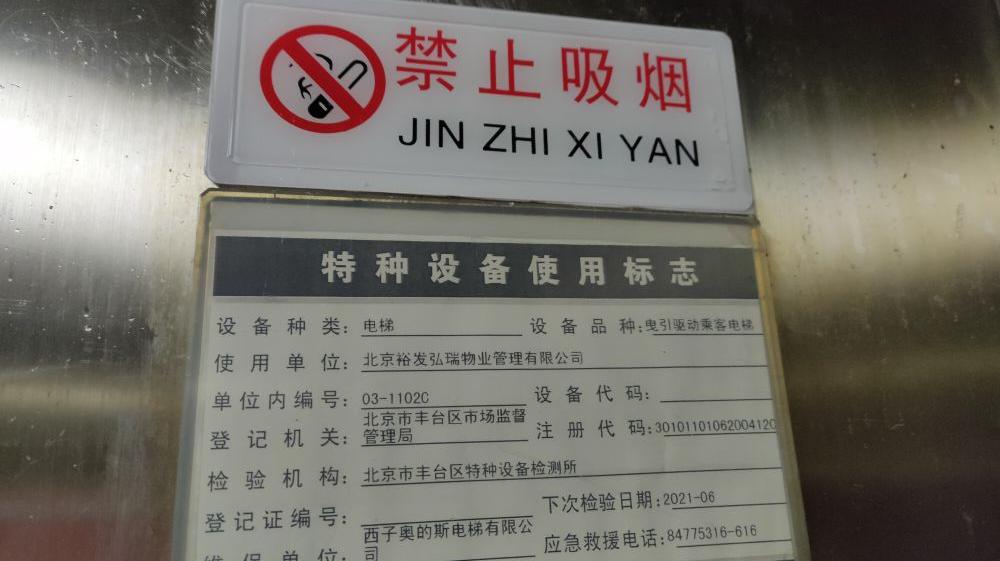 禁止吸烟
JIN ZHI XI YAN
特种设备使用标志
设备种类：电梯 设备品种：曳引驱动乘客电梯
使用单位：北京裕发弘瑞物业管理有限公司
单位内编号：03-1102C 设备代码：
登记机关：北京市丰台区市场监督
管理局 注册代码：30101101062004120
检验机构：北京市丰台区特种设备检测所
登记证编号： 下次检验日期：2021-06
维保单位：西子奥的斯电梯有限公
司 应急救援电话：84775316-616